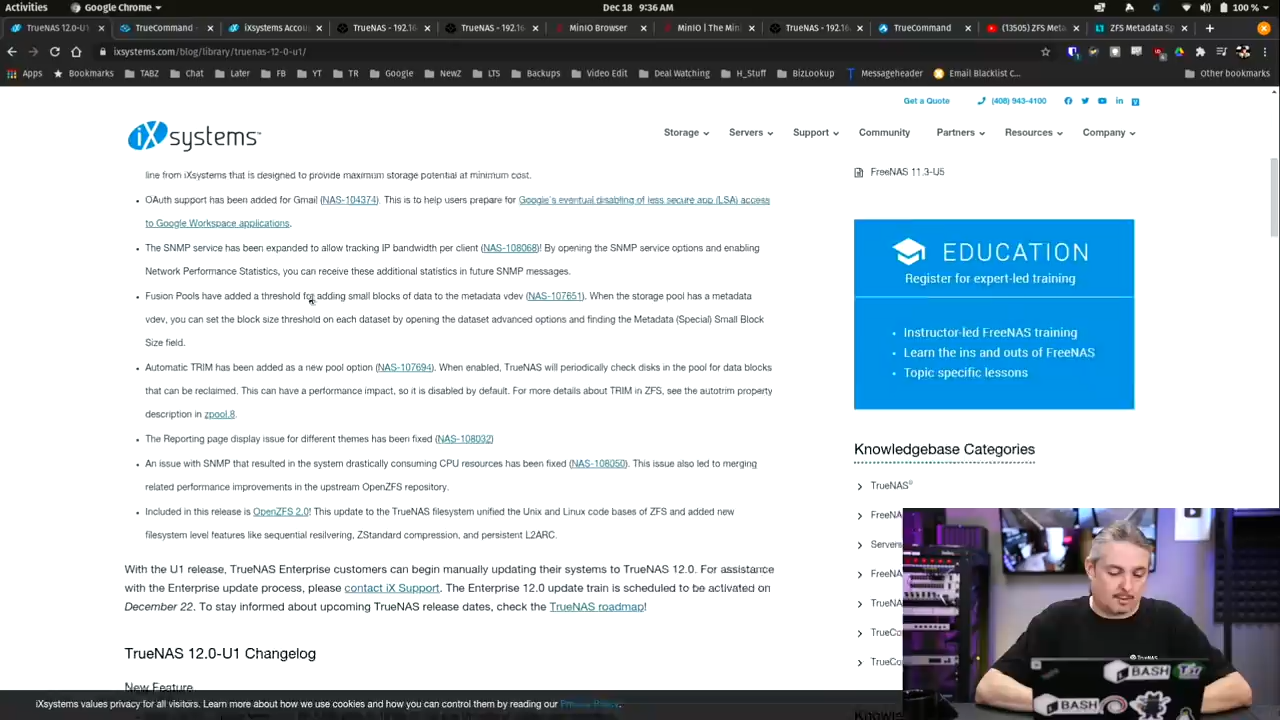 Activities
Google Chrome
Dec 18 9:36 AM
100 %
TrueNAS 12.0-U1
TrueCommand
iXsystems Accou
TrueNAS - 192.16
TrueNAS - 192.16
MinIO Browser
MinIO | The Min
TrueNAS - 192.16
TrueCommand
(13505) ZFS Met
ZFS Metadata Sp
ixsystems.com/blog/library/truenas-12-0-u1/
Apps
Bookmarks
TABZ
Chat
Later
FB
YT
TR
Google
NewZ
LTS
Backups
Video Edit
Deal Watching
H_Stuff
BizLookup
Messageheader
Email Blacklist C...
Other bookmarks
Get a Quote
(408) 943-4100
iXsystems
Storage
Servers
Support
Community
Partners
Resources
Company
line from iXsystems that is designed to provide maximum storage potential at minimum cost.
OAuth support has been added for Gmail (NAS-104374). This is to help users prepare for Google's eventual disabling of less secure app (LSA) access
to Google Workspace applications.
The SNMP service has been expanded to allow tracking IP bandwidth per client (NAS-108068)! By opening the SNMP service options and enabling
Network Performance Statistics, you can receive these additional statistics in future SNMP messages.
Fusion Pools have added a threshold for adding small blocks of data to the metadata vdev (NAS-107651). When the storage pool has a metadata
vdev, you can set the block size threshold on each dataset by opening the dataset advanced options and finding the Metadata (Special) Small Block
Size field.
Automatic TRIM has been added as a new pool option (NAS-107694). When enabled, TrueNAS will periodically check disks in the pool for data blocks
that can be reclaimed. This can have a performance impact, so it is disabled by default. For more details about TRIM in ZFS, see the autotrim property
description in zpool.8.
The Reporting page display issue for different themes has been fixed (NAS-108032)
An issue with SNMP that resulted in the system drastically consuming CPU resources has been fixed (NAS-108050). This issue also led to merging
related performance improvements in the upstream OpenZFS repository.
Included in this release is OpenZFS 2.0! This update to the TrueNAS filesystem unified the Unix and Linux code bases of ZFS and added new
filesystem level features like sequential resilvering, ZStandard compression, and persistent L2ARC.
With the U1 release, TrueNAS Enterprise customers can begin manually updating their systems to TrueNAS 12.0. For assistance
with the Enterprise update process, please contact iX Support. The Enterprise 12.0 update train is scheduled to be activated on
December 22. To stay informed about upcoming TrueNAS release dates, check the TrueNAS roadmap!
TrueNAS 12.0-U1 Changelog
New Feature
FreeNAS 11.3-U5
EDUCATION
Register for expert-led training
Instructor-led FreeNAS training
Learn the ins and outs of FreeNAS
Topic specific lessons
Knowledgebase Categories
TrueNAS®
FreeNA
Servers
FreeNA
TrueNA
TrueCo
TrueCo
TrueNAS
BASH
BASH
iXsystems values privacy for all visitors. Learn more about how we use cookies and how you can control them by reading our Privacy Policy.